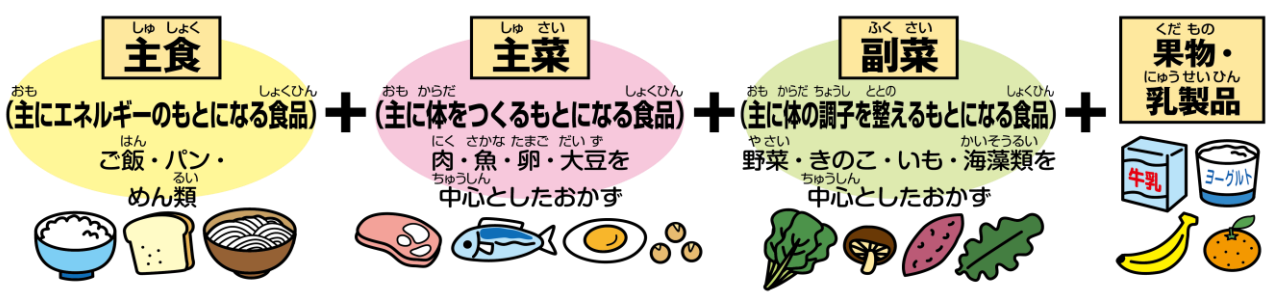 しゅ しょく
主食
おも しょくひん
(主にエネルギーのもとになる食品)
はん
ご飯・パン・
るい
めん類
+
しゅ さい
主菜
おも からだ しょくひん
(主に体をつくるもとになる食品)
にく さかな たまご だい ず
肉・魚・卵・大豆を
ちゅうしん
中心としたおかず
+
ふく さい
副菜
おも からだ ちょうし ととの しょくひん
(主に体の調子を整えるもとになる食品)
やさい かいそうるい
野菜・きのこ・いも・海藻類を
ちゅうしん
中心としたおかず
+
くだ もの
果物・
にゅう せい ひん
乳製品
牛乳
ヨーグルト